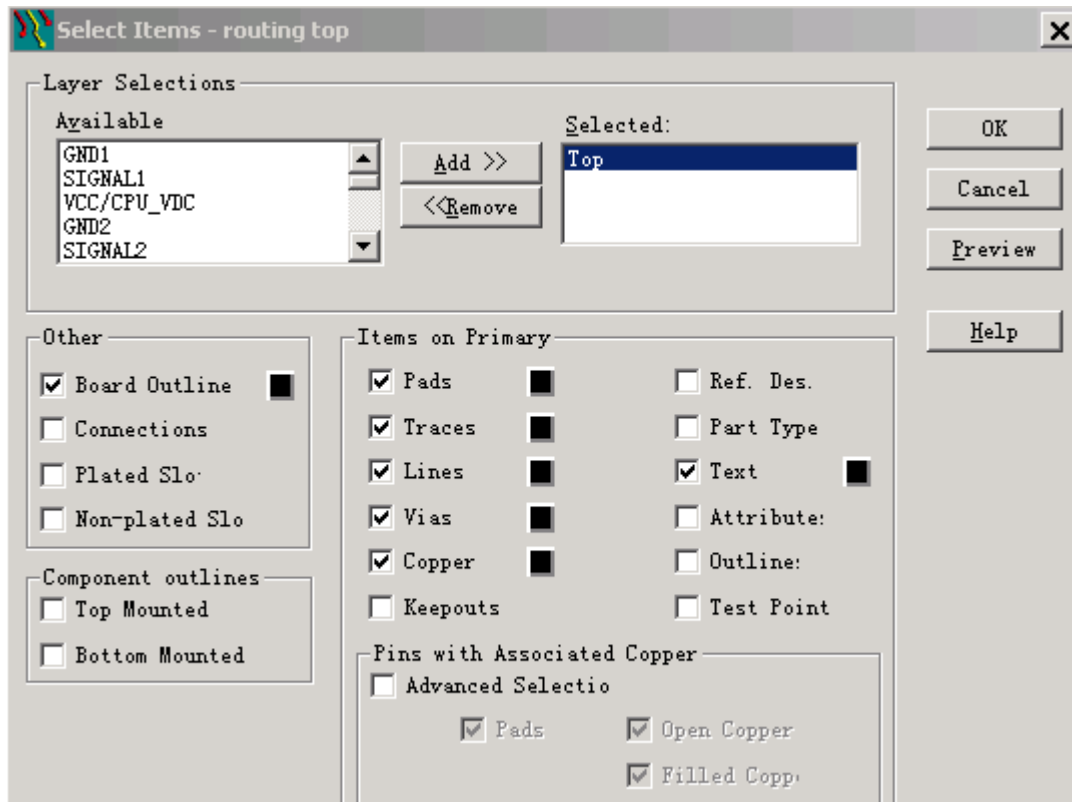 Select Items - routing top
Layer Selections
Available
GND1
SIGNAL1
VCC/CPU_VDC
GND2
SIGNAL2
Add >>
<<Remove
Selected:
Top
OK
Cancel
Preview
Help
Other
Board Outline
Connections
Plated Slo
Non-plated Slo
Component outlines
Top Mounted
Bottom Mounted
Items on Primary
Pads
Traces
Lines
Vias
Copper
Keepouts
Ref. Des.
Part Type
Text
Attribute:
Outline:
Test Point
Pins with Associated Copper
Advanced Selectio
Pads
Open Copper
Filled Copp